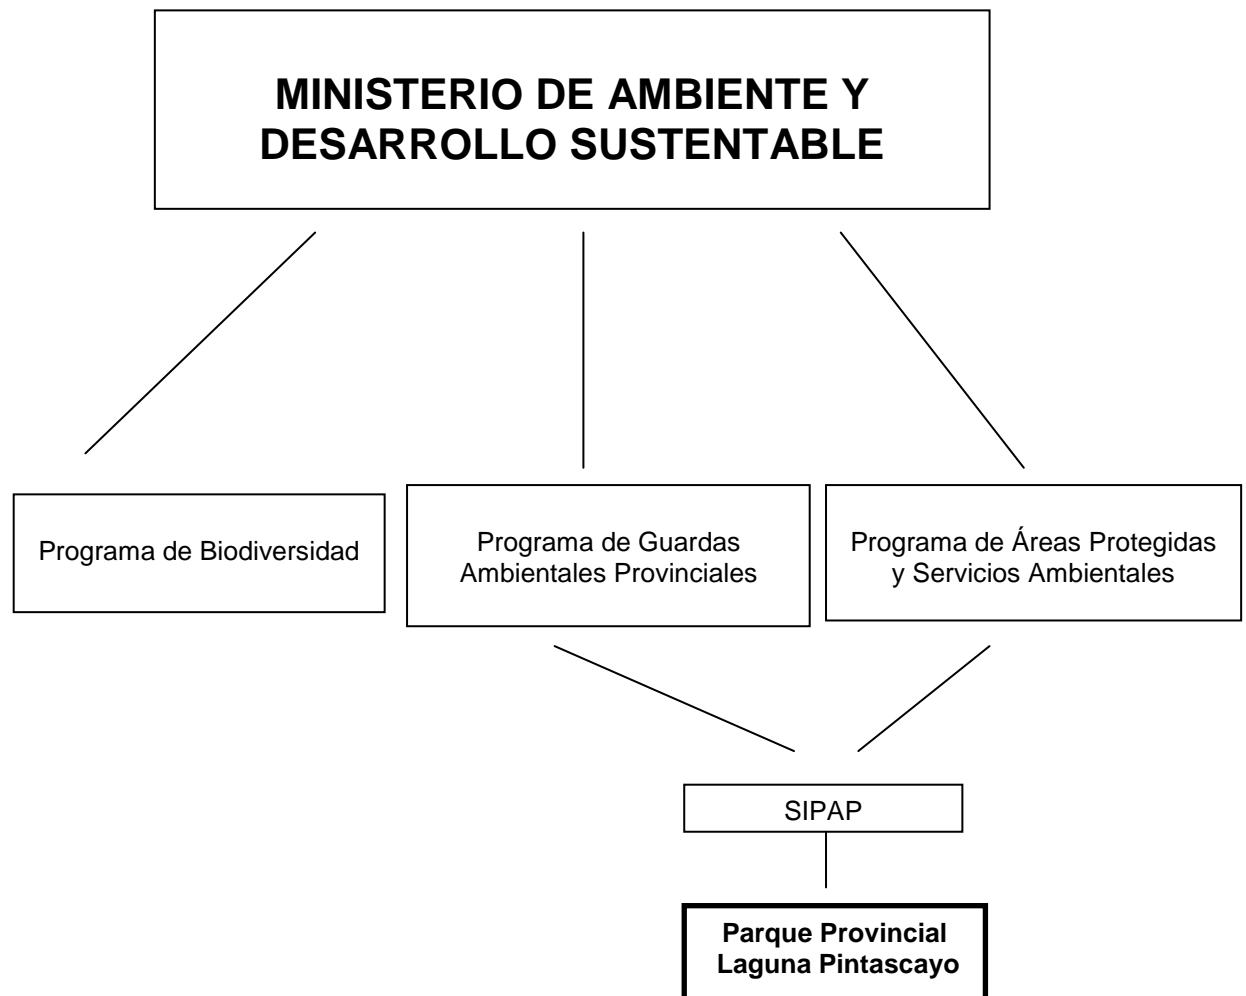 MINISTERIO DE AMBIENTE Y
DESARROLLO SUSTENTABLE
Programa de Biodiversidad
Programa de Guardas
Ambientales Provinciales
Programa de Áreas Protegidas
y Servicios Ambientales
SIPAP
Parque Provincial
Laguna Pintascayo